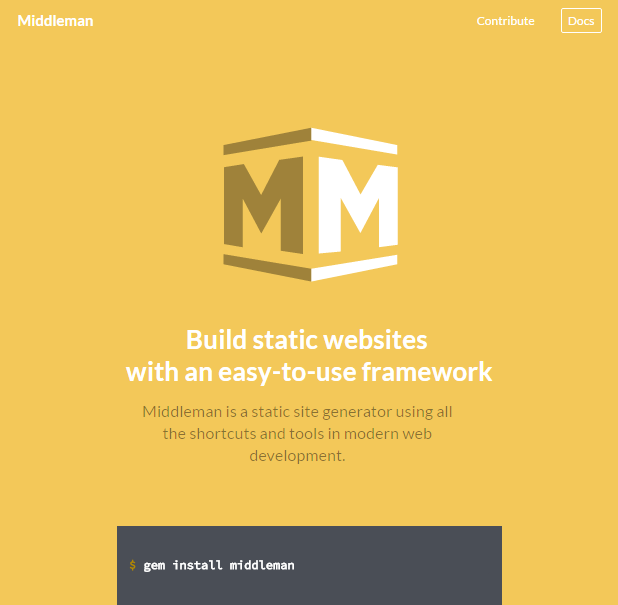 Middleman
Contribute
Docs
MM
Build static websites
with an easy-to-use framework
Middleman is a static site generator using all
the shortcuts and tools in modern web
development.
$ gem install middleman